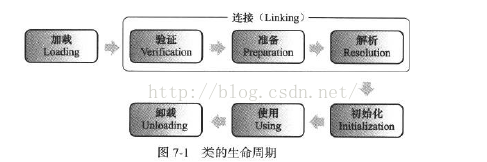 连接（Linking）
加载
Loading
验证
Verification
准备
Preparation
解析
Resolution
http://blog.csdn.net/
卸载
Unloading
使用
Using
初始化
Initialization
图 7-1 类的生命周期